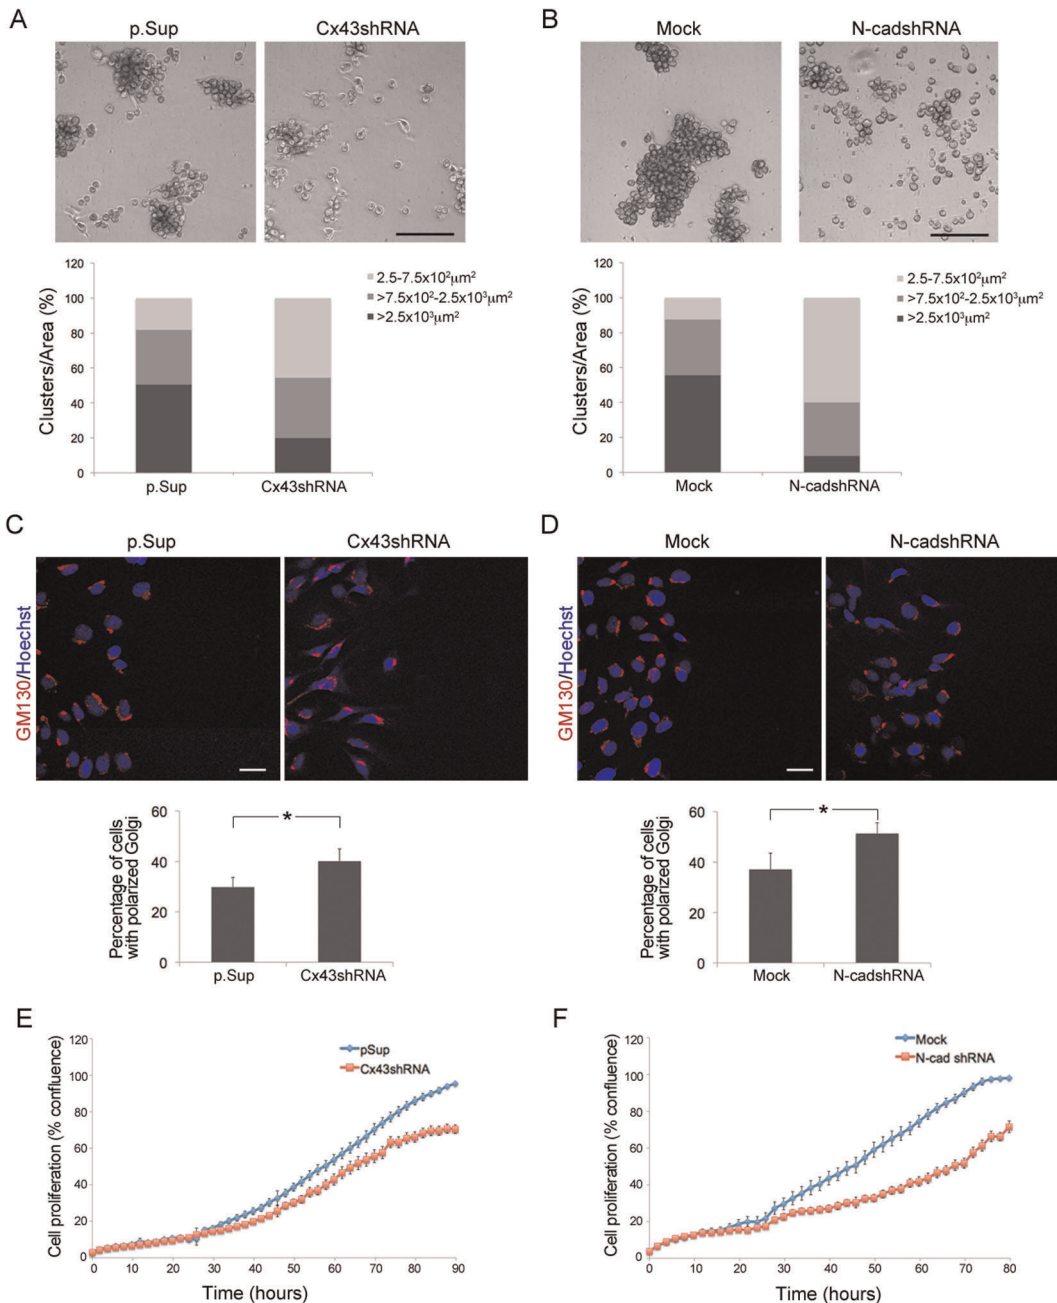 A
p.Sup
Cx43shRNA
B
Mock
N-cadshRNA
Clusters/Area (%)
120
100
80
60
40
20
0
2.5-7.5x10²μm²
>7.5x10²-2.5x10³μm²
>2.5x10³μm²
p.Sup
Cx43shRNA
Clusters/Area (%)
120
100
80
60
40
20
0
2.5-7.5x10²μm²
>7.5x10²-2.5x10³μm²
>2.5x10³μm²
Mock
N-cadshRNA
C
p.Sup
Cx43shRNA
GM130/Hoechst
D
Mock
N-cadshRNA
GM130/Hoechst
Percentage of cells
with polarized Golgi
60
40
20
0
*
p.Sup
Cx43shRNA
Percentage of cells
with polarized Golgi
60
40
20
0
*
Mock
N-cadshRNA
E
Cell proliferation (% confluence)
120
100
80
60
40
20
0
pSup
Cx43shRNA
0 10 20 30 40 50 60 70 80 90
Time (hours)
F
Cell proliferation (% confluence)
120
100
80
60
40
20
0
Mock
N-cad shRNA
0 10 20 30 40 50 60 70 80
Time (hours)